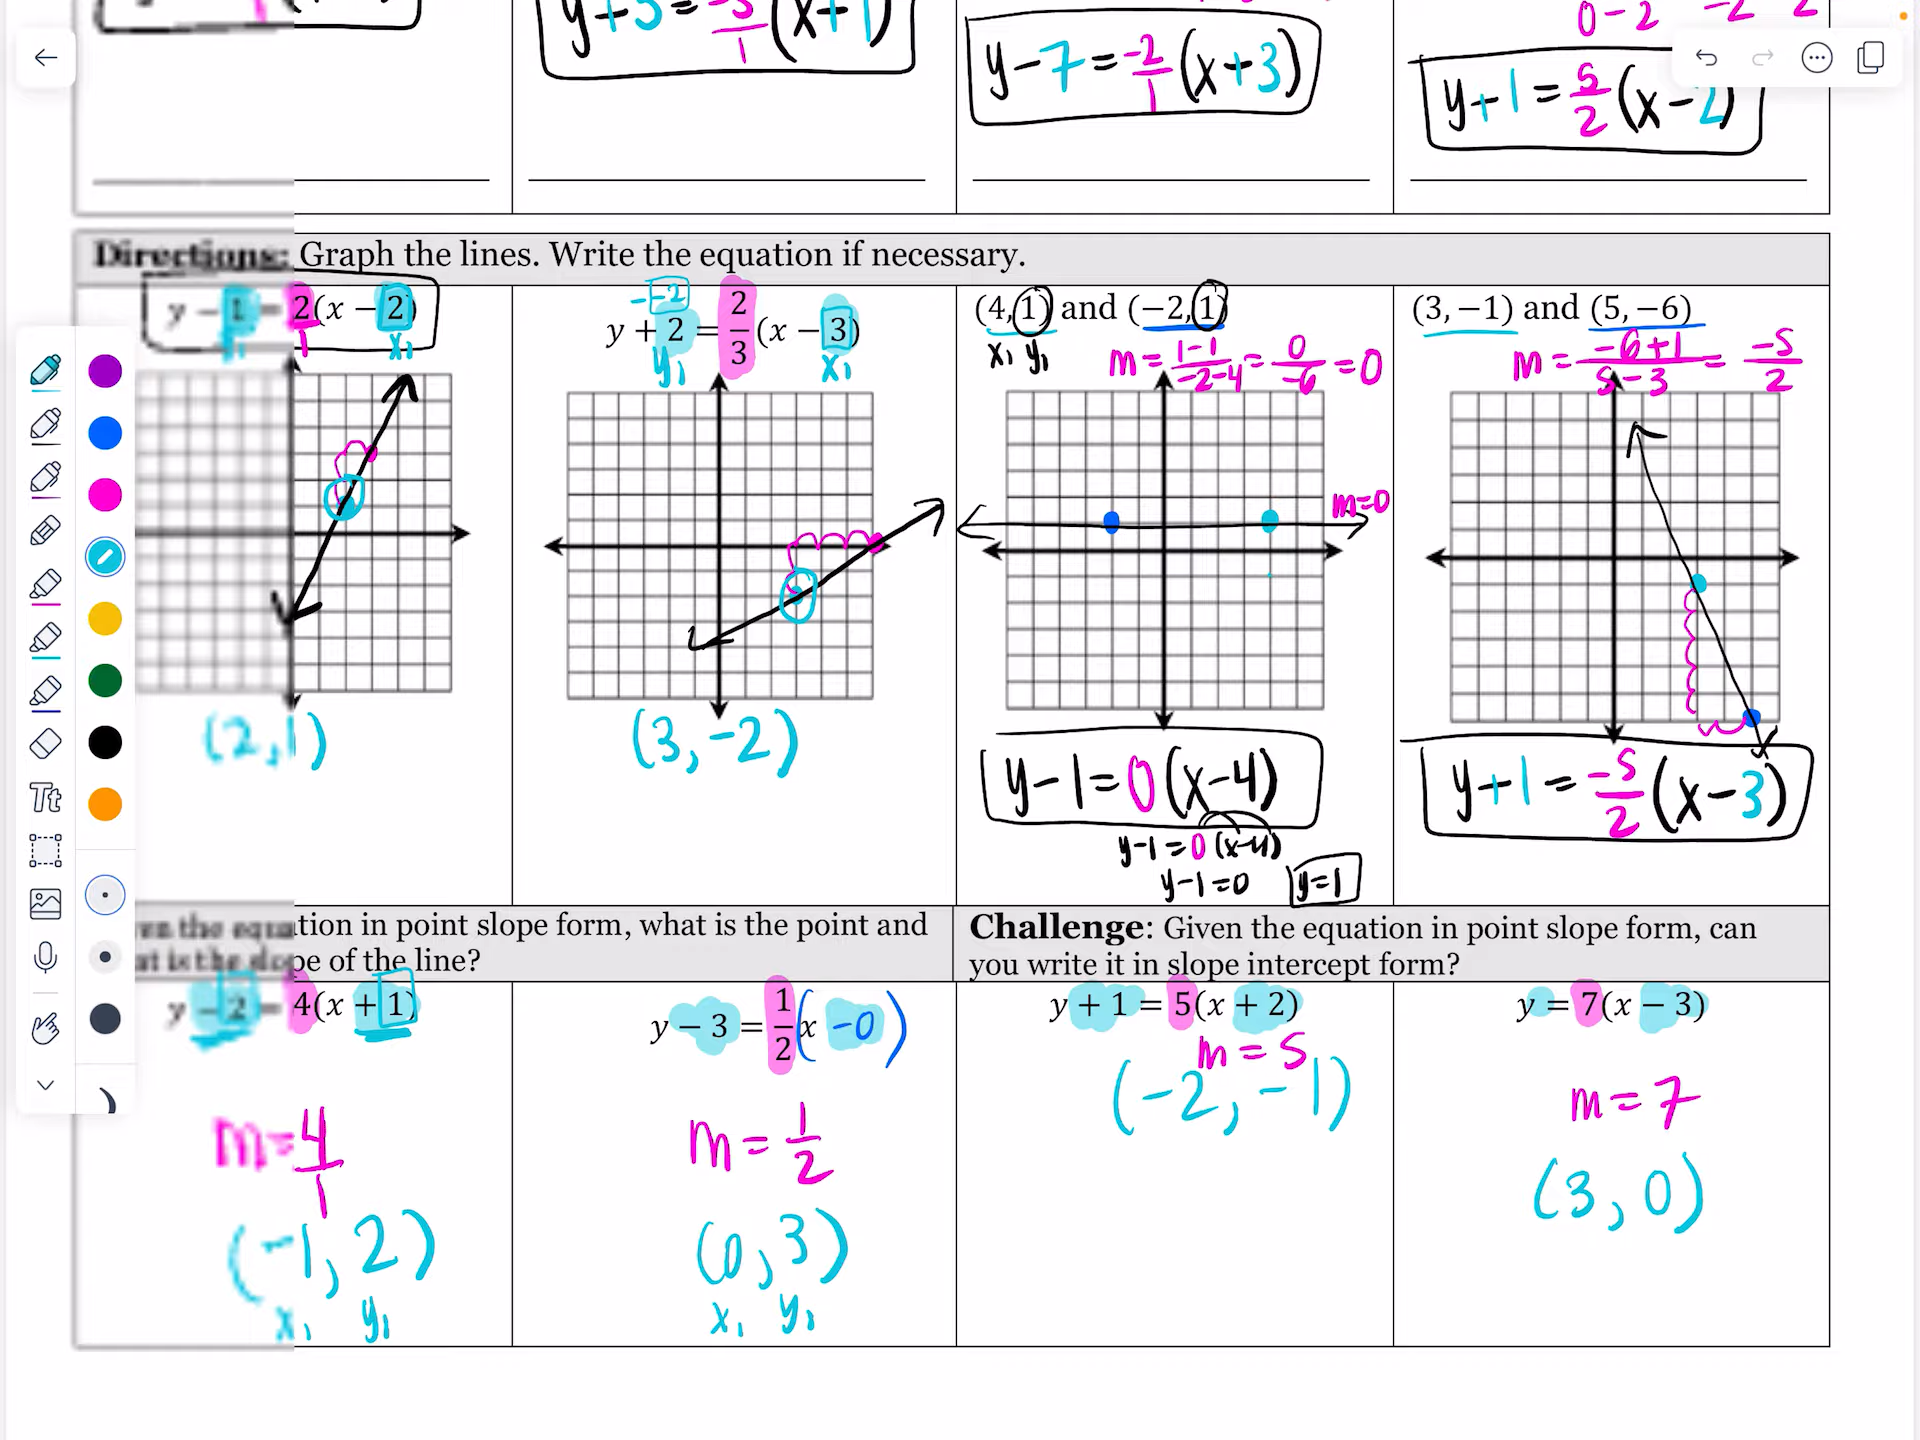 y+5=-5/1(x+1)
y-7=-2/1(x+3)
0-2 -2 2
y+1=5/2(x-2)
Directions: Graph the lines. Write the equation if necessary.
y - 1 = 2(x - 2)
1
y₁ x₁
--2
y + 2 = 2/3(x - 3)
y₁ x₁
(4,1) and (−2,1)
x₁ y₁ m=1-1/-2-4=0/-6=0
m=0
(3,−1) and (5,−6)
m=-6+1/5-3=-5/2
(2,1)
(3,-2)
y-1=0(x-4)
y-1=0(x-4)
y-1=0 y=1
y+1=-5/2(x-3)
Tt
tion in point slope form, what is the point and
pe of the line?
Challenge: Given the equation in point slope form, can
you write it in slope intercept form?
y - 2 = 4(x + 1)
m=4/1
(-1,2)
x₁ y₁
y − 3 = 1/2(x -0)
m=1/2
(0,3)
x₁ y₁
y + 1 = 5(x + 2)
m=5
(-2,-1)
y = 7(x − 3)
m=7
(3,0)